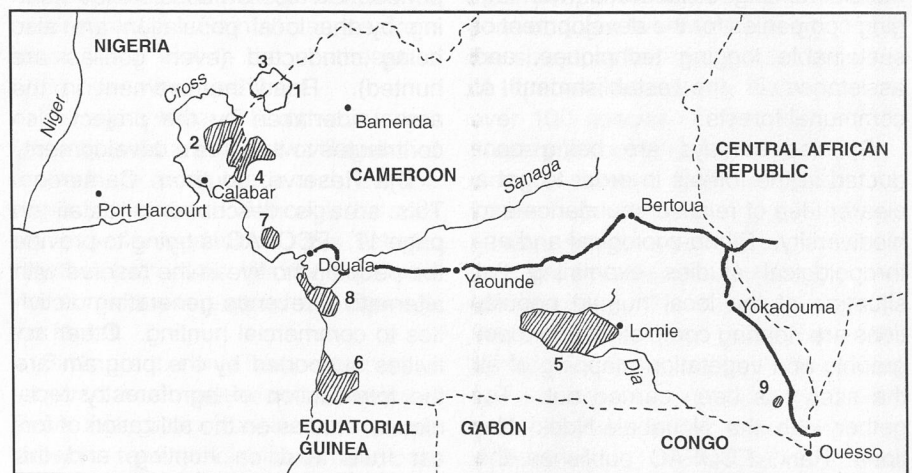 NIGERIA
3
1
Cross
Niger
Bamenda
2
CENTRAL AFRICAN
REPUBLIC
4
CAMEROON
Sanaga
Calabar
Port Harcourt
Bertoua
7
Douala
Yaounde
8
Yokadouma
Lomie
5
6
Dja
9
EQUATORIAL
GUINEA
GABON
CONGO
Ouesso